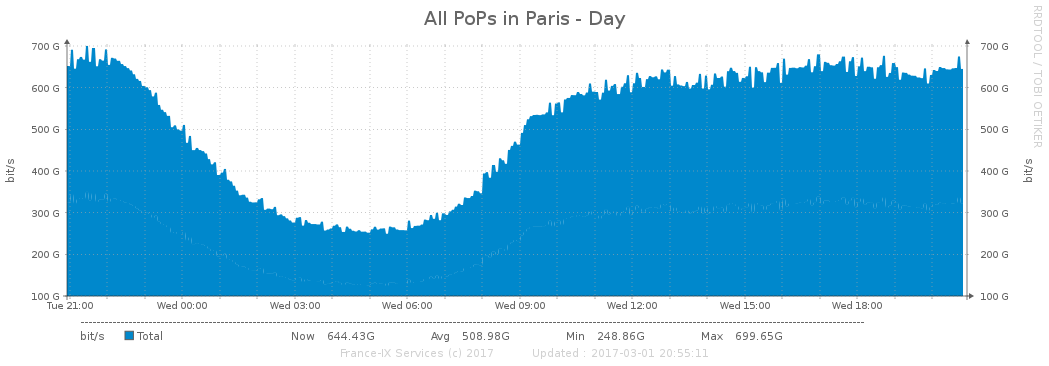 All PoPs in Paris - Day
RRDTOOL / TOBI OETIKER
bit/s
bit/s
700 G 700 G
600 G 600 G
500 G 500 G
400 G 400 G
300 G 300 G
200 G 200 G
100 G 100 G
Tue 21:00 Wed 00:00 Wed 03:00 Wed 06:00 Wed 09:00 Wed 12:00 Wed 15:00 Wed 18:00
bit/s Total Now 644.43G Avg 508.98G Min 248.86G Max 699.65G
France-IX Services (c) 2017 Updated : 2017-03-01 20:55:11